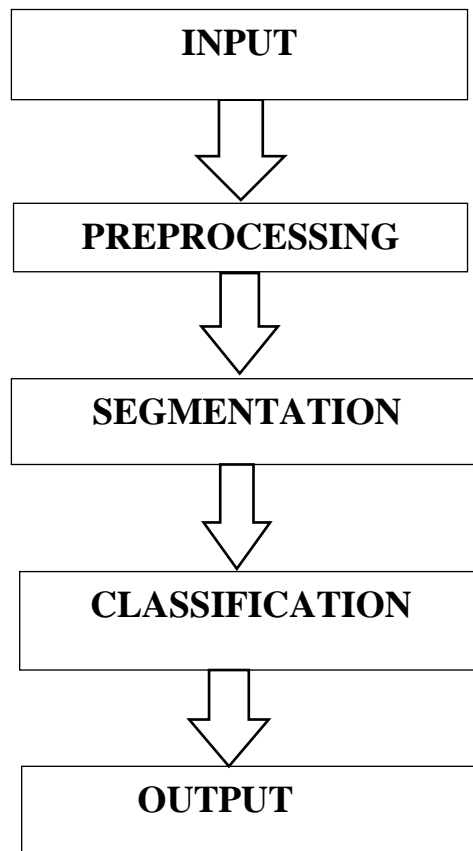 INPUT
PREPROCESSING
SEGMENTATION
CLASSIFICATION
OUTPUT